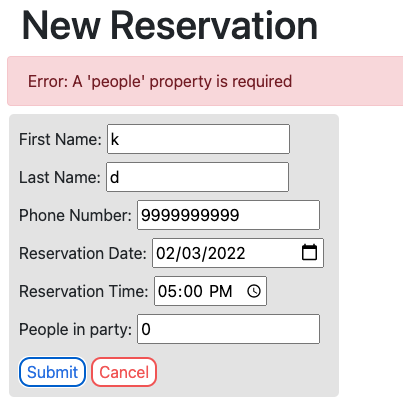 New Reservation
Error: A 'people' property is required
First Name: k
Last Name: d
Phone Number: 9999999999
Reservation Date: 02/03/2022
Reservation Time: 05:00 PM
People in party: 0
Submit Cancel